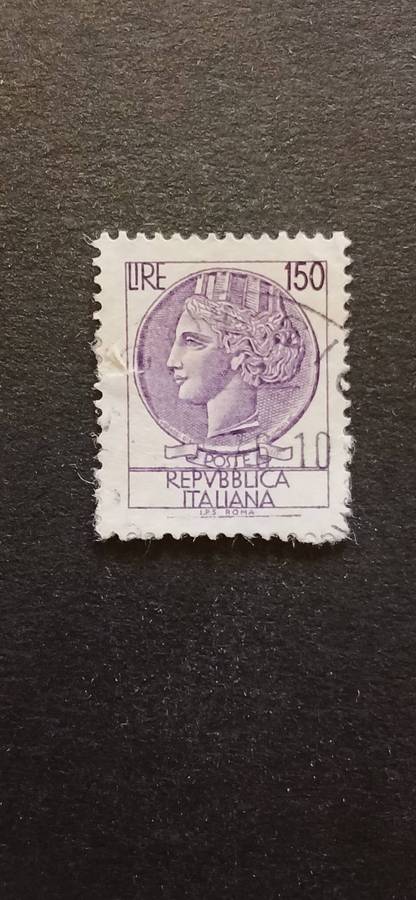 LIRE 150
10
POSTE
REPVBBLICA
ITALIANA
I.P.S. ROMA